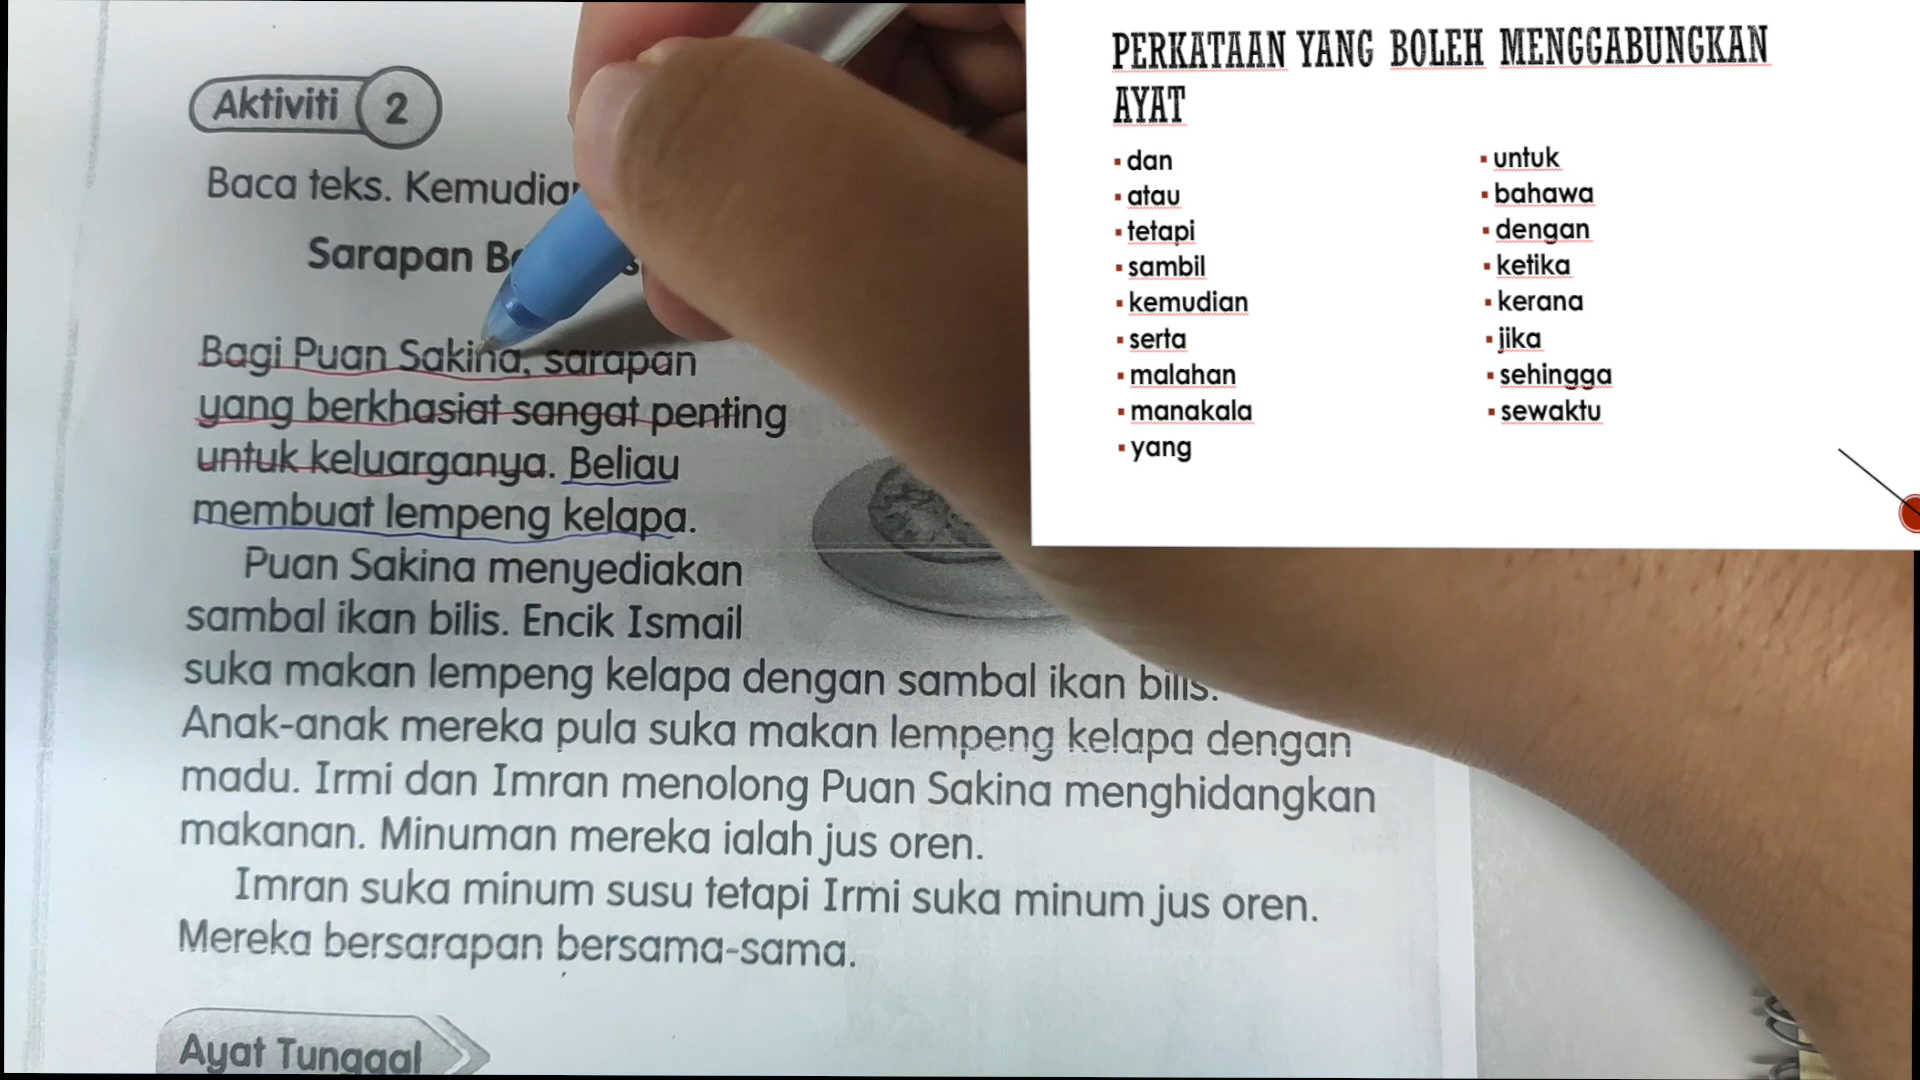 Aktiviti 2
Baca teks. Kemudian
Sarapan
Bagi Puan Sakina, sarapan
yang berkhasiat sangat penting
untuk keluarganya. Beliau
membuat lempeng kelapa.
Puan Sakina menyediakan
sambal ikan bilis. Encik Ismail
suka makan lempeng kelapa dengan sambal ikan bilis.
Anak-anak mereka pula suka makan lempeng kelapa dengan
madu. Irmi dan Imran menolong Puan Sakina menghidangkan
makanan. Minuman mereka ialah jus oren.
Imran suka minum susu tetapi Irmi suka minum jus oren.
Mereka bersarapan bersama-sama.
Ayat Tunggal
PERKATAAN YANG BOLEH MENGGABUNGKAN
AYAT
dan
atau
tetapi
sambil
kemudian
serta
malahan
manakala
yang
untuk
bahawa
dengan
ketika
kerana
jika
sehingga
sewaktu